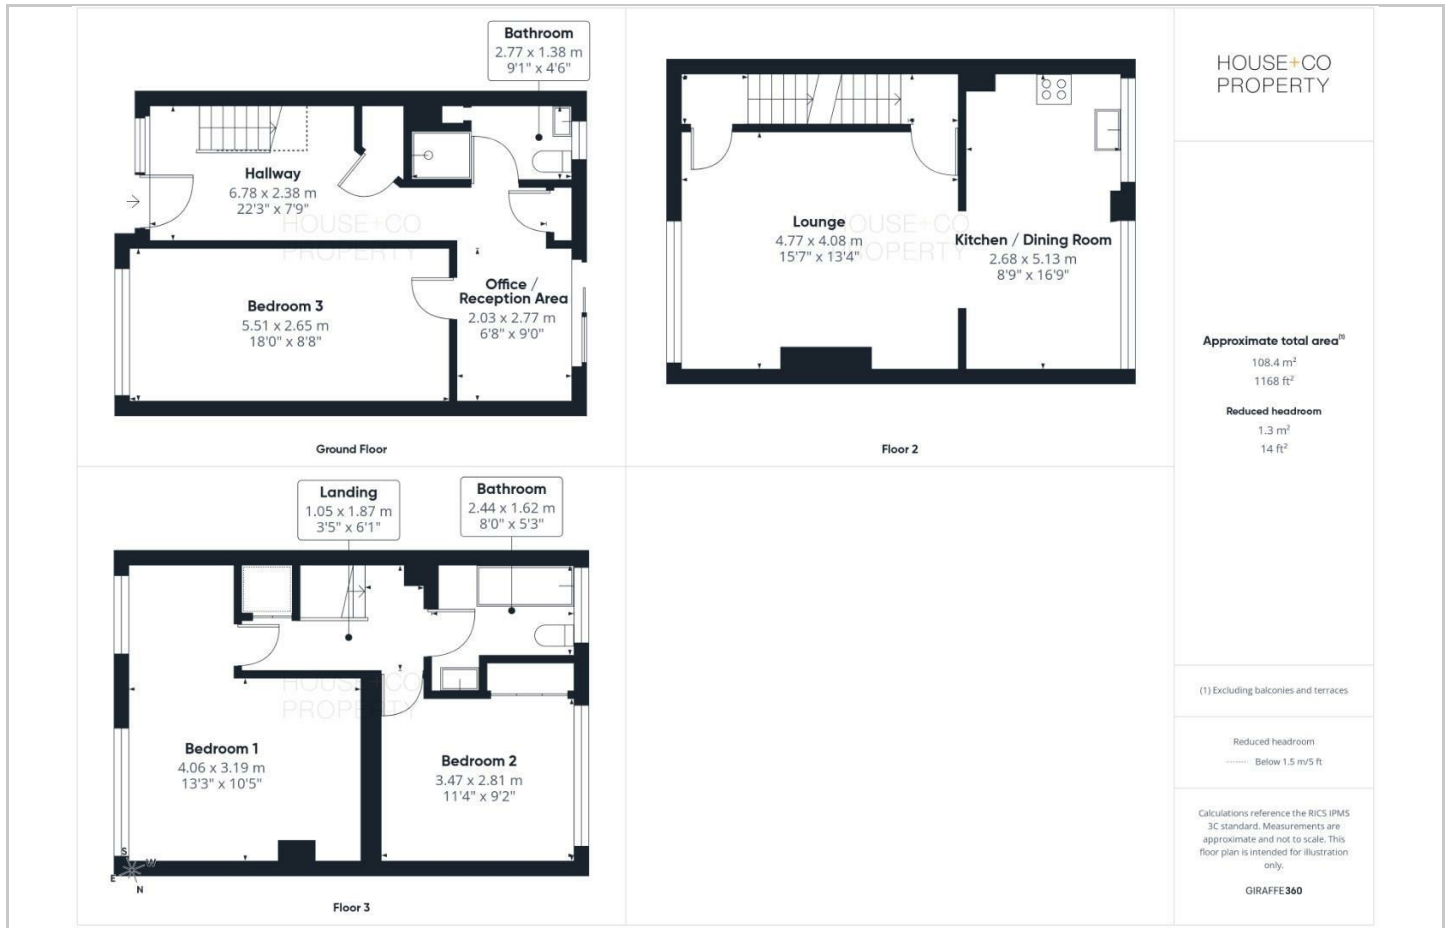 Bathroom
2.77 x 1.38 m
9'1" x 4'6"
Hallway
6.78 x 2.38 m
22'3" x 7'9"
HOUSE+CO
PROPERTY
Bedroom 3
5.51 x 2.65 m
18'0" x 8'8"
Office /
Reception Area
2.03 x 2.77 m
6'8" x 9'0"
Ground Floor
Lounge
4.77 x 4.08 m
15'7" x 13'4"
HOUSE+CO
PROPERTY
Kitchen / Dining Room
2.68 x 5.13 m
8'9" x 16'9"
Floor 2
Landing
1.05 x 1.87 m
3'5" x 6'1"
Bathroom
2.44 x 1.62 m
8'0" x 5'3"
HOUSE+CO
PROPERTY
Bedroom 1
4.06 x 3.19 m
13'3" x 10'5"
Bedroom 2
3.47 x 2.81 m
11'4" x 9'2"
S
W
E
N
Floor 3
HOUSE+CO
PROPERTY
Approximate total area(1)
108.4 m²
1168 ft²
Reduced headroom
1.3 m²
14 ft²
(1) Excluding balconies and terraces
Reduced headroom
Below 1.5 m/5 ft
Calculations reference the RICS IPMS
3C standard. Measurements are
approximate and not to scale. This
floor plan is intended for illustration
only.
GIRAFFE360